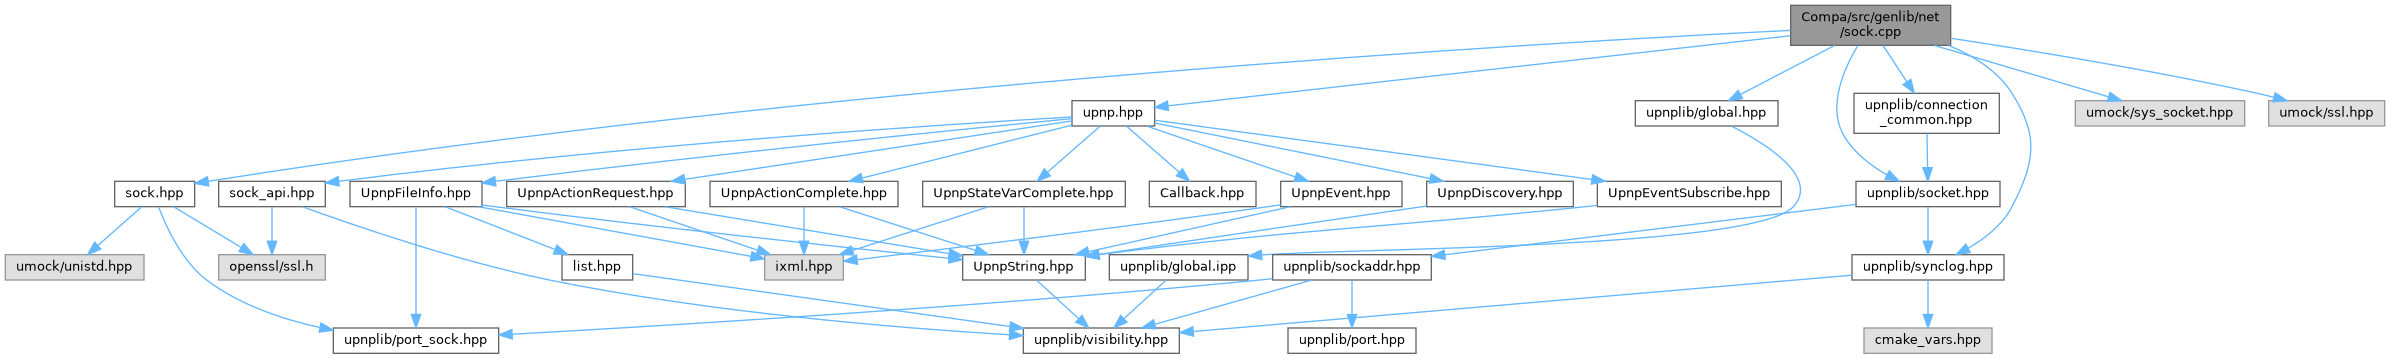 Compa/src/genlib/net
/sock.cpp
upnp.hpp
upnplib/global.hpp
upnplib/connection
_common.hpp
umock/sys_socket.hpp
umock/ssl.hpp
sock.hpp
sock_api.hpp
UpnpFileInfo.hpp
UpnpActionRequest.hpp
UpnpActionComplete.hpp
UpnpStateVarComplete.hpp
Callback.hpp
UpnpEvent.hpp
UpnpDiscovery.hpp
UpnpEventSubscribe.hpp
upnplib/socket.hpp
umock/unistd.hpp
openssl/ssl.h
list.hpp
ixml.hpp
UpnpString.hpp
upnplib/global.ipp
upnplib/sockaddr.hpp
upnplib/synclog.hpp
upnplib/port_sock.hpp
upnplib/visibility.hpp
upnplib/port.hpp
cmake_vars.hpp